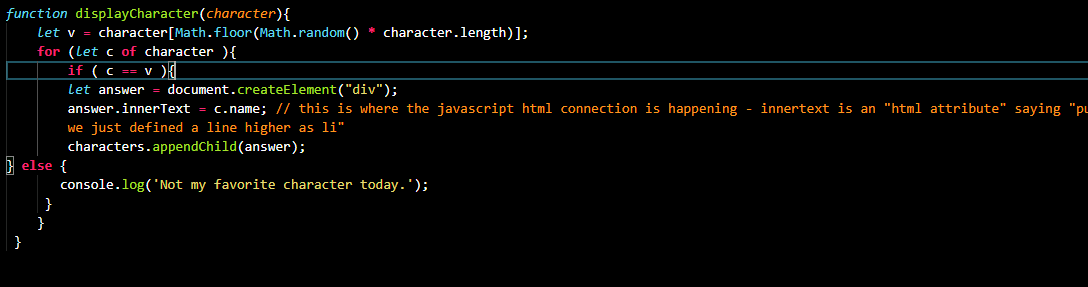 function displayCharacter(character){
let v = character[Math.floor(Math.random() * character.length)];
for (let c of character ){
if ( c == v ){
let answer = document.createElement("div");
answer.innerText = c.name; // this is where the javascript html connection is happening - innertext is an "html attribute" saying
we just defined a line higher as li"
characters.appendChild(answer);
} else {
console.log('Not my favorite character today.');
}
}
}